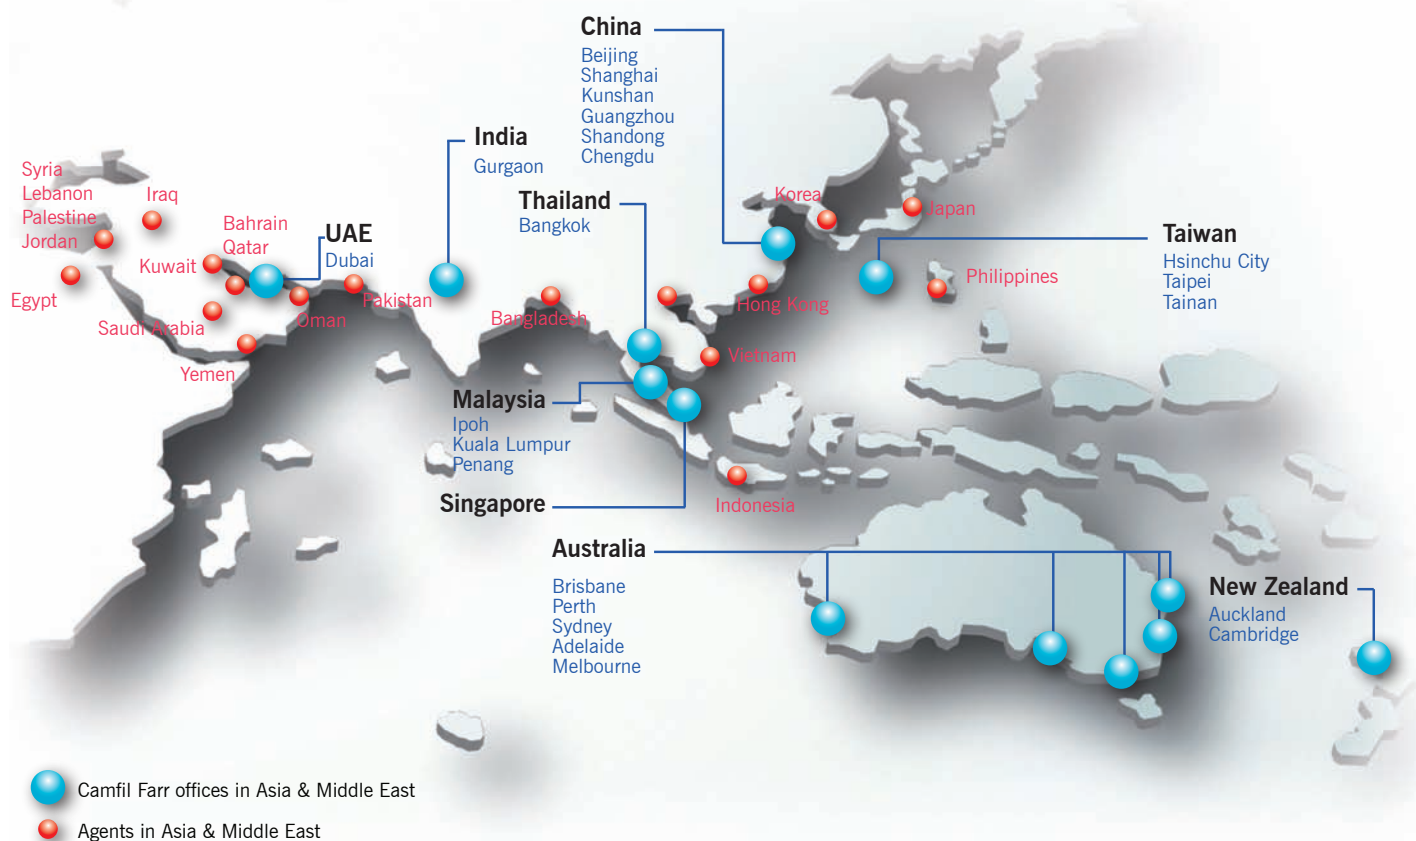 China
Beijing
Shanghai
Kunshan
Guangzhou
Shandong
Chengdu
India
Gurgaon
Thailand
Bangkok
Syria
Lebanon
Palestine
Jordan
Iraq
Bahrain
Qatar
Kuwait
UAE
Dubai
Egypt
Saudi Arabia
Yemen
Oman
Pakistan
Bangladesh
Korea
Japan
Hong Kong
Vietnam
Philippines
Taiwan
Hsinchu City
Taipei
Tainan
Malaysia
Ipoh
Kuala Lumpur
Penang
Singapore
Indonesia
Australia
Brisbane
Perth
Sydney
Adelaide
Melbourne
New Zealand
Auckland
Cambridge
Camfil Farr offices in Asia & Middle East
Agents in Asia & Middle East